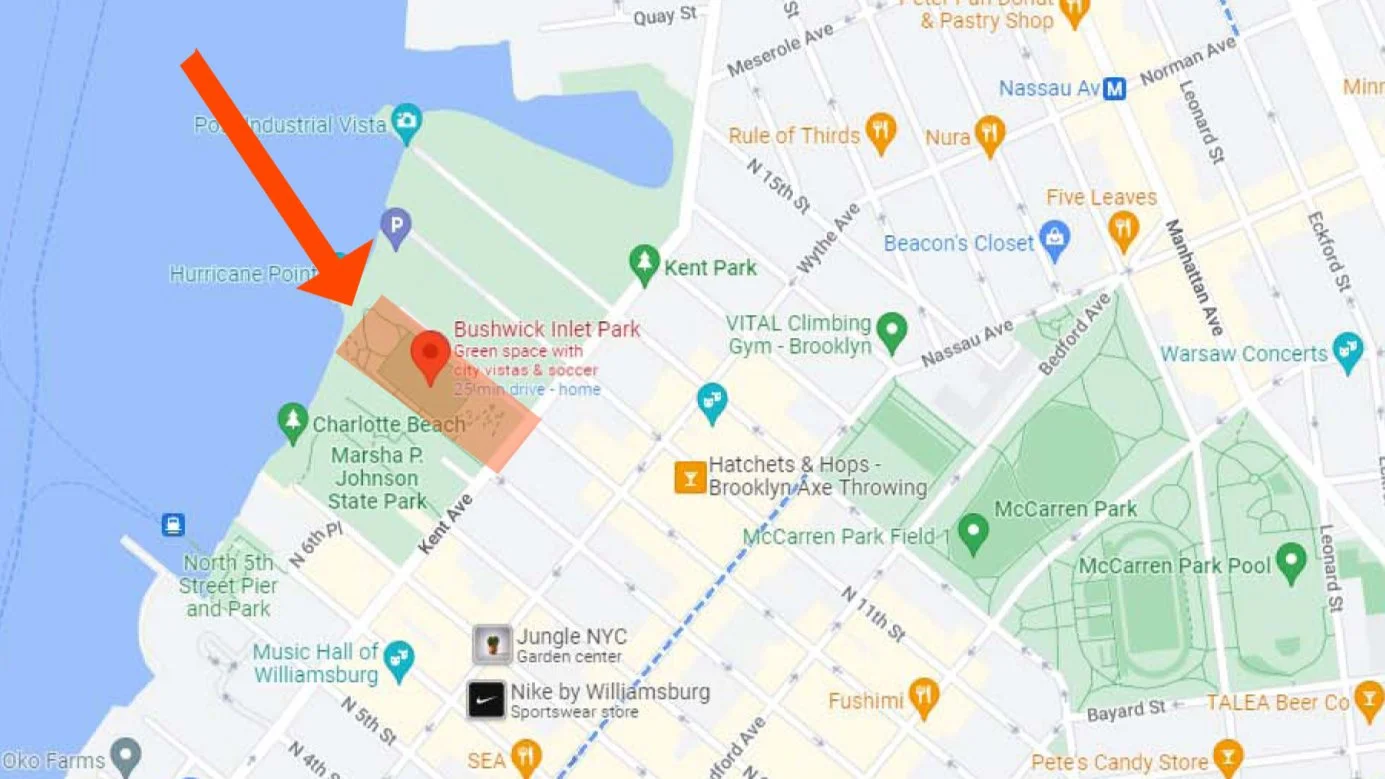 Quay St
St
Meserole Ave
Peter Pan Donut
& Pastry Shop
Norman Ave
Nassau Av
M
Leonard St
Post Industrial Vista
Rule of Thirds
Nura
N 15th St
Five Leaves
P
Wythe Ave
Beacon's Closet
Manhattan Ave
Eckford St
Hurricane Point
Kent Park
Bushwick Inlet Park
Green space with
city vistas & soccer
25 min drive - home
VITAL Climbing
Gym - Brooklyn
Nassau Ave
Bedford Ave
Warsaw Concerts
Charlotte Beach
Marsha P.
Johnson
State Park
Hatchets & Hops -
Brooklyn Axe Throwing
Kent Ave
McCarren Park
McCarren Park Field 1
N 6th Pl
North 5th
Street Pier
and Park
McCarren Park Pool
Leonard St
N 11th St
Music Hall of
Williamsburg
Jungle NYC
Garden center
Nike by Williamsburg
Sportswear store
Fushimi
Bayard St
TALEA Beer Co
N 5th St
N 4th S
dford Ave
N
Oko Farms
SEA
Pete's Candy Store